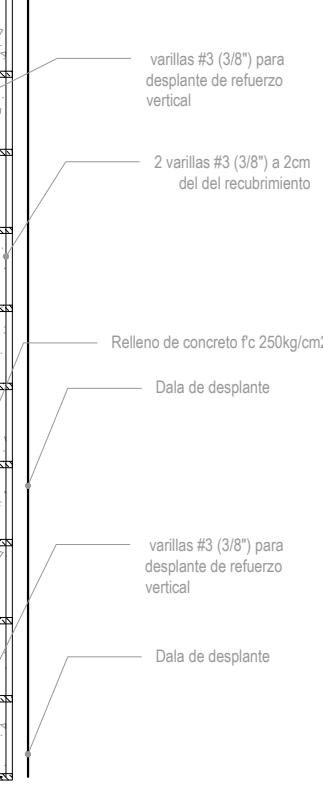 varillas #3 (3/8") para
desplante de refuerzo
vertical
2 varillas #3 (3/8") a 2cm
del del recubrimiento
Relleno de concreto f'c 250kg/cm2
Dala de desplante
varillas #3 (3/8") para
desplante de refuerzo
vertical
Dala de desplante